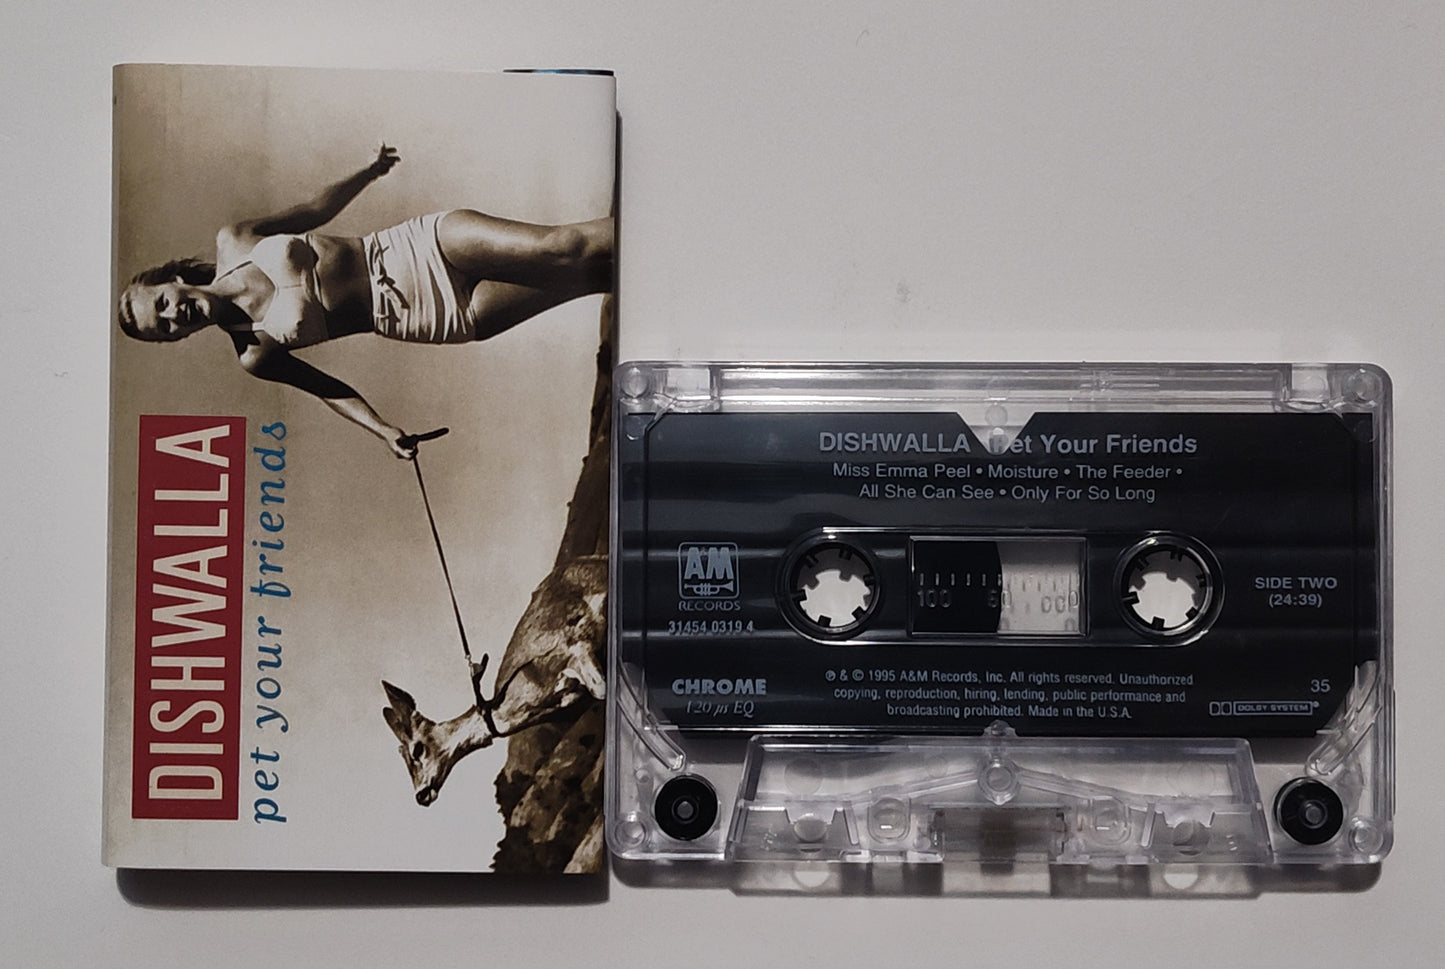 DISHWALLA
pet your friends
DISHWALLA Pet Your Friends
Miss Emma Peel • Moisture • The Feeder •
All She Can See • Only For So Long
A&M
RECORDS
31454 0319 4
100 50 000
0
SIDE TWO
(24:39)
CHROME
120 µs EQ
℗ & © 1995 A&M Records, Inc. All rights reserved. Unauthorized
copying, reproduction, hiring, lending, public performance and
broadcasting prohibited. Made in the U.S.A.
35
DOLBY SYSTEM®